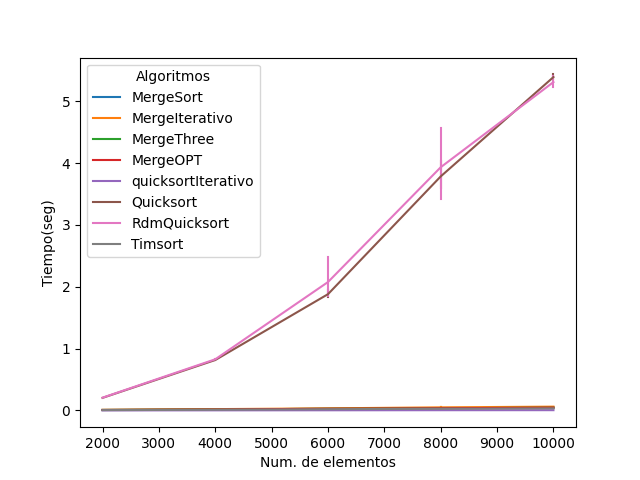 Algoritmos
MergeSort
MergeIterativo
MergeThree
MergeOPT
quicksortIterativo
Quicksort
RdmQuicksort
Timsort
Tiempo(seg)
5
4
3
2
1
0
2000 3000 4000 5000 6000 7000 8000 9000 10000
Num. de elementos